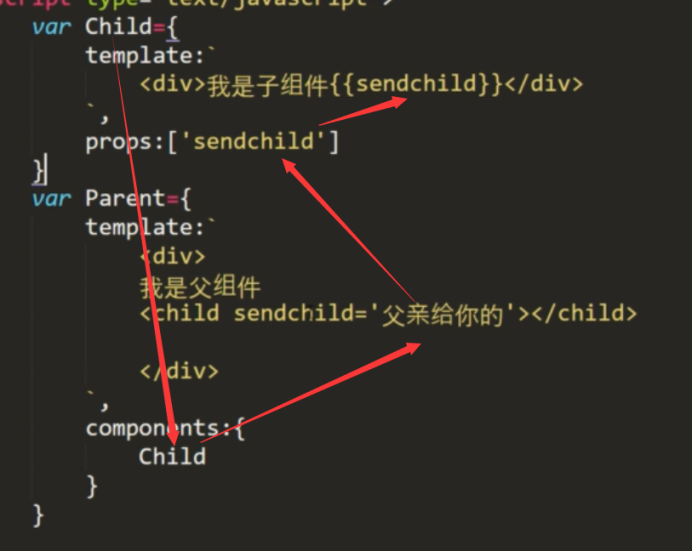 script type="text/javascript">
var Child={
template:`
<div>我是子组件{{sendchild}}</div>
`,
props:['sendchild']
}
var Parent={
template:`
<div>
我是父组件
<child sendchild='父亲给你的'></child>
</div>
`,
components:{
Child
}
}